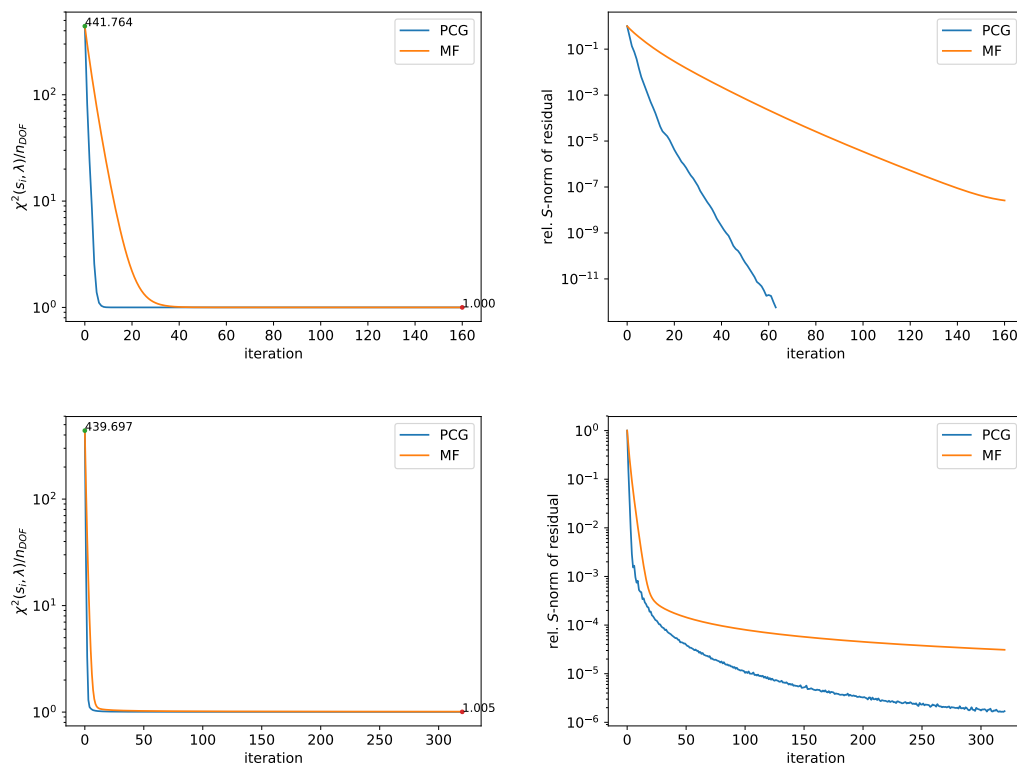 441.764
PCG
MF
10²
10¹
10⁰
χ²(sᵢ, λ)/n_DOF
1.000
0 20 40 60 80 100 120 140 160
iteration
PCG
MF
10⁻¹
10⁻³
10⁻⁵
10⁻⁷
10⁻⁹
10⁻¹¹
rel. S-norm of residual
0 20 40 60 80 100 120 140 160
iteration
439.697
PCG
MF
10²
10¹
10⁰
χ²(sᵢ, λ)/n_DOF
1.005
0 50 100 150 200 250 300
iteration
PCG
MF
10⁰
10⁻¹
10⁻²
10⁻³
10⁻⁴
10⁻⁵
10⁻⁶
rel. S-norm of residual
0 50 100 150 200 250 300
iteration